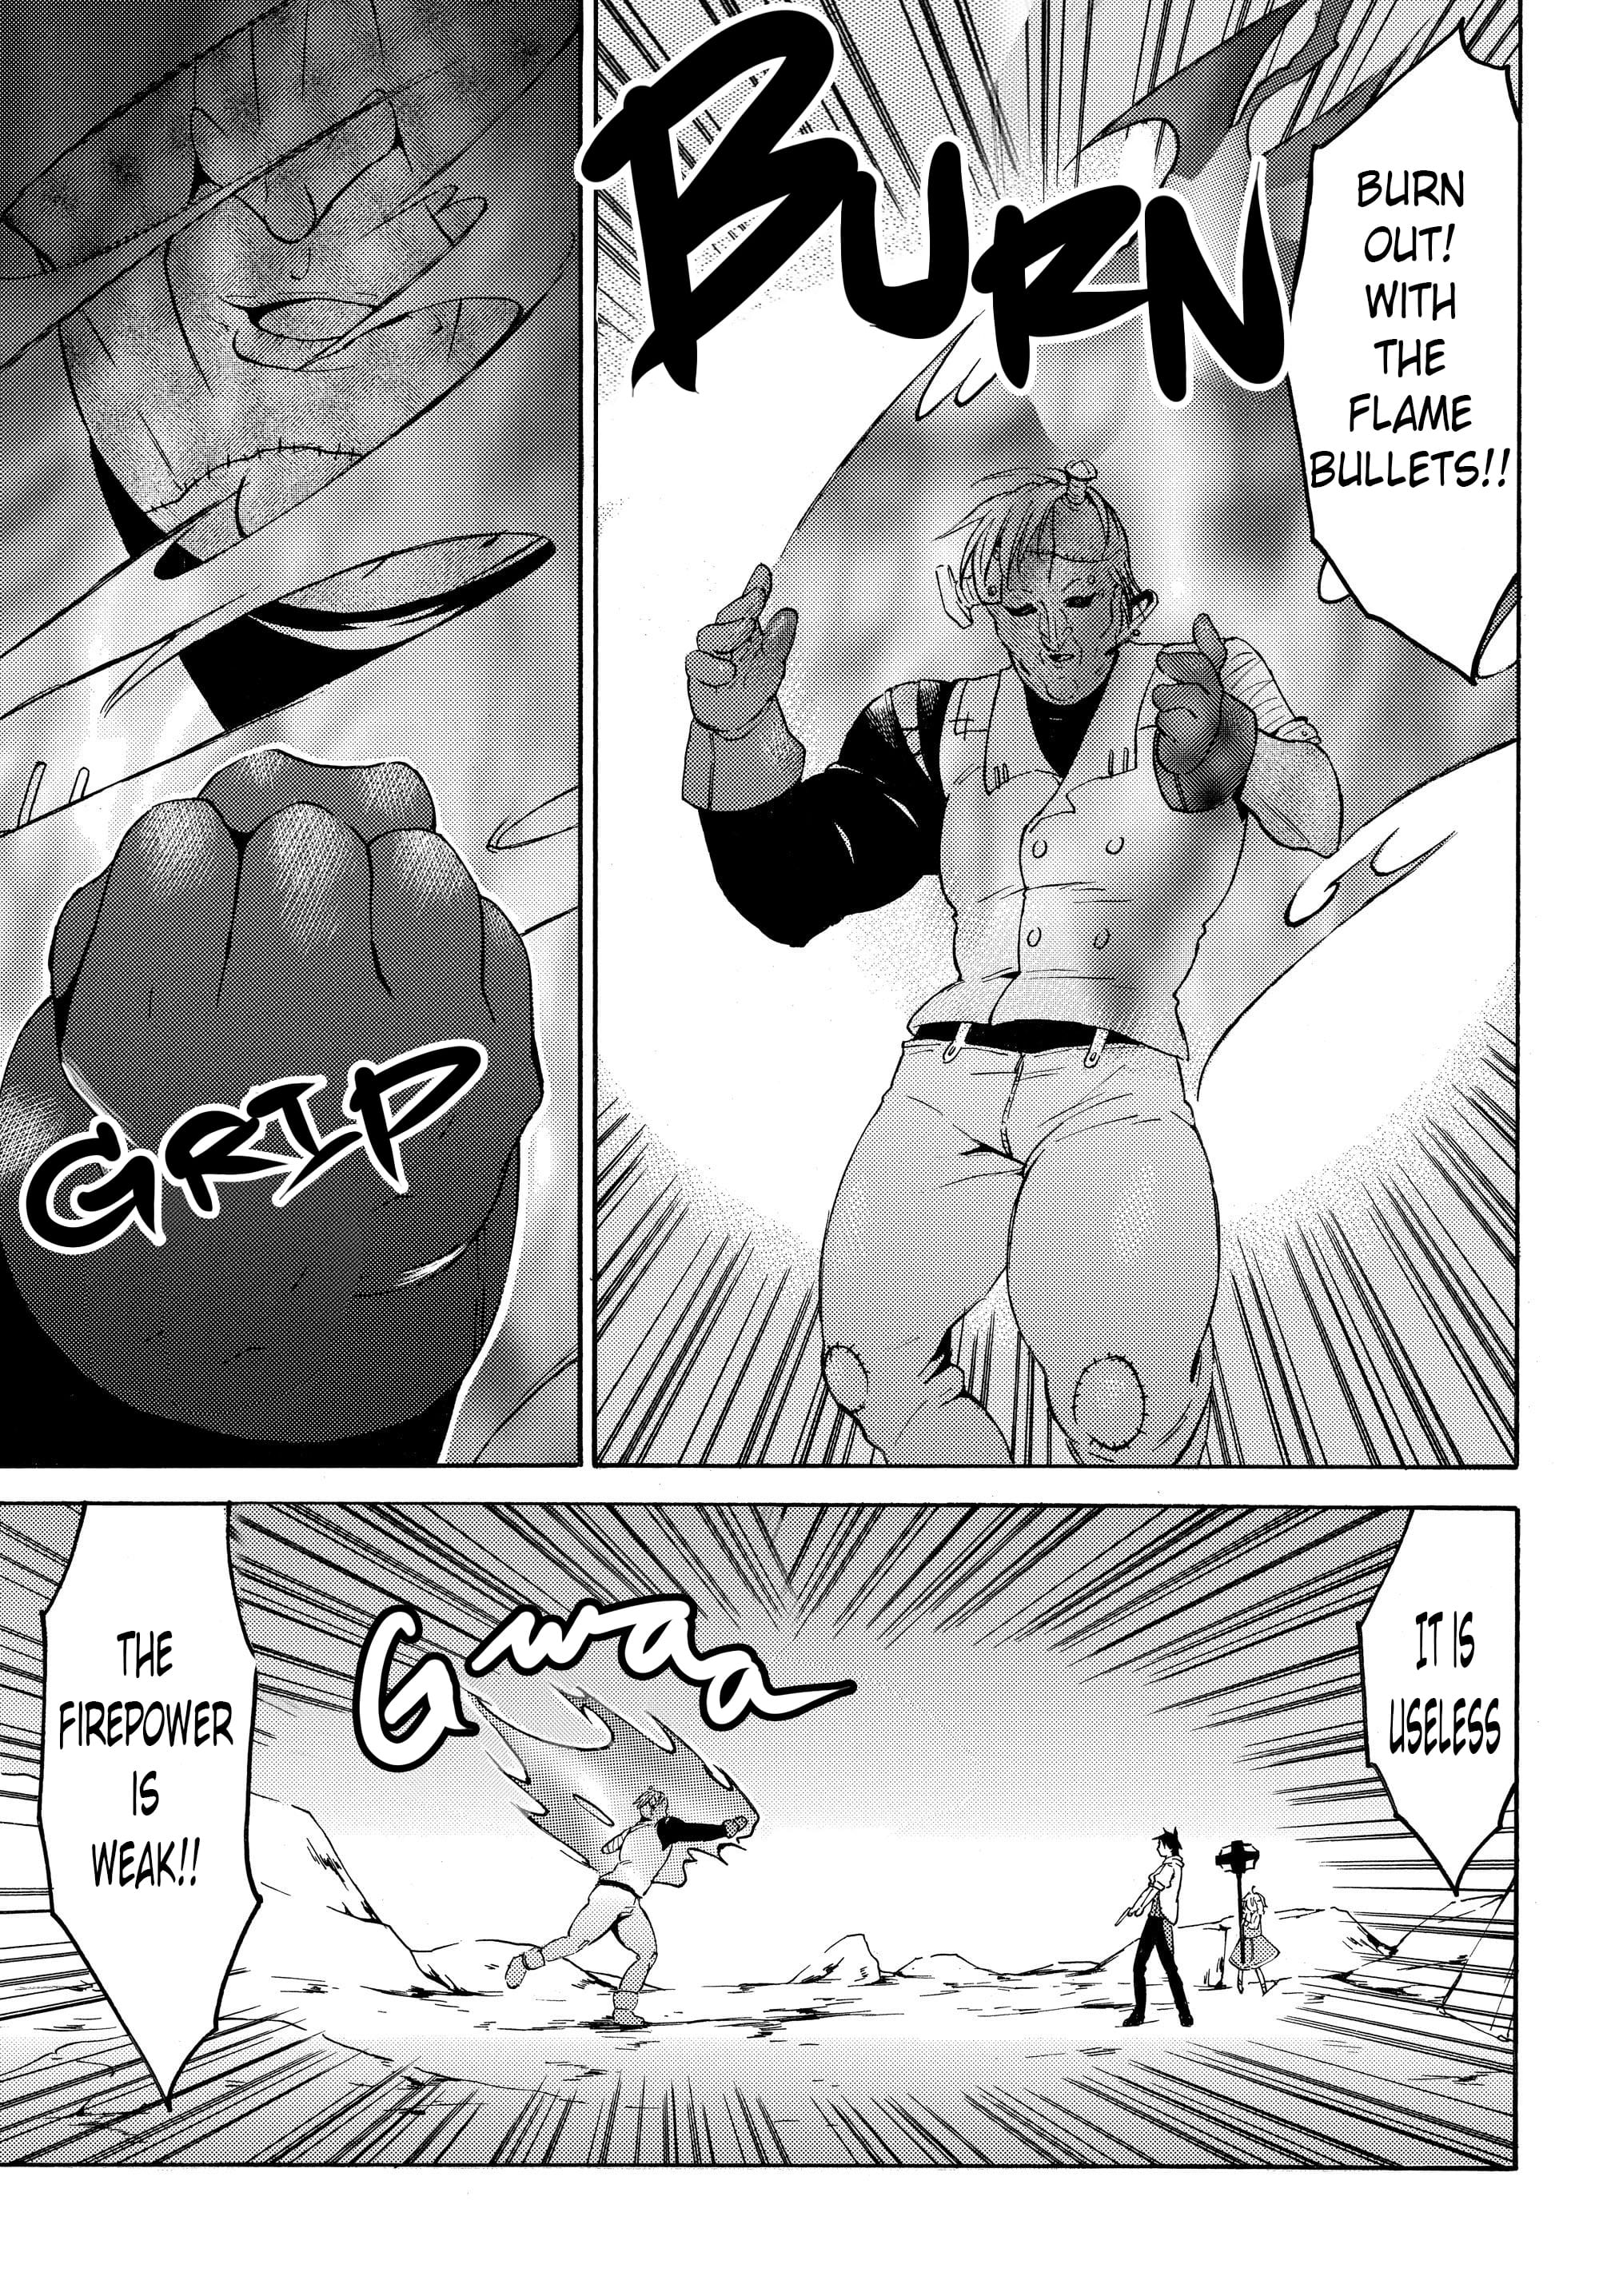 BURN
OUT!
WITH
THE
FLAME
BULLETS!!
BURN
GRIP
IT IS
USELESS
Gwaa
THE
FIREPOWER
IS
WEAK!!